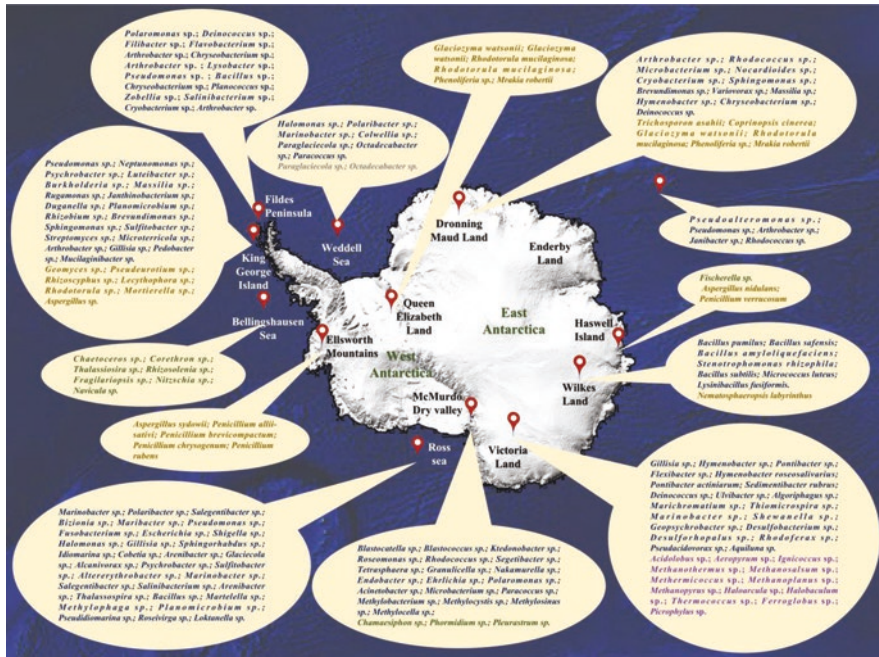 Polaromonas sp.; Deinococcus sp.;
Filibacter sp.; Flavobacterium sp.;
Arthrobacter sp.; Chryseobacterium sp.;
Arthrobacter sp.; Lysobacter sp.;
Pseudomonas sp. ; Bacillus sp.;
Chryseobacterium sp.; Planococcus sp.;
Zobellia sp.; Salinibacterium sp.;
Cryobacterium sp.; Arthrobacter sp.
Glaciozyma watsonii; Glaciozyma
watsonii; Rhodotorula mucilaginosa;
Rhodotorula mucilaginosa;
Phenoliferia sp.; Mrakia robertii
Arthrobacter sp.; Rhodococcus sp.;
Microbacterium sp.; Nocardioides sp.;
Cryobacterium sp.; Sphingomonas sp.;
Brevundimonas sp.; Variovorax sp.; Massilia sp.;
Hymenobacter sp.; Chryseobacterium sp.;
Deinococcus sp.
Trichosporon asahii; Coprinopsis cinerea;
Glaciozyma watsonii; Rhodotorula
mucilaginosa; Phenoliferia sp.; Mrakia robertii
Halomonas sp.; Polaribacter sp.;
Marinobacter sp.; Colwellia sp.;
Paraglaciecola sp.; Octadecabacter
sp.; Paracoccus sp.
Paraglaciecola sp.; Octadecabacter sp.
Pseudomonas sp.; Neptunomonas sp.;
Psychrobacter sp.; Luteibacter sp.;
Burkholderia sp.; Massilia sp.;
Rugamonas sp.; Janthinobacterium sp.;
Duganella sp.; Planomicrobium sp.;
Rhizobium sp.; Brevundimonas sp.;
Sphingomonas sp.; Sulfitobacter sp.;
Streptomyces sp.; Microterricola sp.;
Arthrobacter sp.; Gillisia sp.; Pedobacter
sp.; Mucilaginibacter sp.
Geomyces sp.; Pseudeurotium sp.;
Rhizoscyphus sp.; Lecythophora sp.;
Rhodotorula sp.; Mortierella sp.;
Aspergillus sp.
Fildes
Peninsula
King
George
Island
Weddell
Sea
Dronning
Maud Land
Enderby
Land
Pseudoalteromonas sp.;
Pseudomonas sp.; Arthrobacter sp.;
Janibacter sp.; Rhodococcus sp.
Bellingshausen
Sea
Ellsworth
Mountains
Queen
Elizabeth
Land
East
Antarctica
West
Antarctica
Haswell
Island
Wilkes
Land
McMurdo
Dry valley
Victoria
Land
Ross
sea
Fischerella sp.
Aspergillus nidulans;
Penicillium verrucosum
Chaetoceros sp.; Corethron sp.;
Thalassiosira sp.; Rhizosolenia sp.;
Fragilariopsis sp.; Nitzschia sp.;
Navicula sp.
Bacillus pumilus; Bacillus safensis;
Bacillus amyloliquefaciens;
Stenotrophomonas rhizophila;
Bacillus subtilis; Micrococcus luteus;
Lysinibacillus fusiformis.
Nematosphaeropsis labyrinthus
Aspergillus sydowii; Penicillium allii-
sativi; Penicillium brevicompactum;
Penicillium chrysogenum; Penicillium
rubens
Marinobacter sp.; Polaribacter sp.; Salegentibacter sp.;
Bizionia sp.; Maribacter sp.; Pseudomonas sp.;
Fusobacterium sp.; Escherichia sp.; Shigella sp.;
Halomonas sp.; Gillisia sp.; Sphingorhabdus sp.;
Idiomarina sp.; Cobetia sp.; Arenibacter sp.; Glaciecola
sp.; Alcanivorax sp.; Psychrobacter sp.; Sulfitobacter
sp.; Altererythrobacter sp.; Marinobacter sp.;
Salegentibacter sp.; Salinibacterium sp.; Arenibacter
sp.; Thalassospira sp.; Bacillus sp.; Martelella sp.;
Methylophaga sp.; Planomicrobium sp.;
Pseudidiomarina sp.; Roseivirga sp.; Loktanella sp.
Blastocatella sp.; Blastococcus sp.; Ktedonobacter sp.;
Roseomonas sp.; Rhodocista sp.; Segetibacter sp.;
Tetrasphaera sp.; Granulicella sp.; Nakamurella sp.;
Endobacter sp.; Ehrlichia sp.; Polaromonas sp.;
Acinetobacter sp.; Microbacterium sp.; Paracoccus sp.;
Methylobacterium sp.; Methylocystis sp.; Methylosinus
sp.; Methylocella sp.;
Chamaesiphon sp.; Phormidium sp.; Pleurastrum sp.
Gillisia sp.; Hymenobacter sp.; Pontibacter sp.;
Flexibacter sp.; Hymenobacter roseosalivarius;
Pontibacter actiniarum; Sedimentibacter rubrus;
Deinococcus sp.; Ulvibacter sp.; Algoriphagus sp.;
Marichromatium sp.; Thiomicrospira sp.;
Marinobacter sp.; Shewanella sp.;
Geopsychrobacter sp.; Desulfobacterium sp.;
Desulforhopalus sp.; Rhodoferax sp.;
Pseudacidovorax sp.; Aquiluna sp.
Acidolobus sp.; Aeropyrum sp.; Ignicoccus sp.;
Methanothermus sp.; Methanosalsum sp.;
Methermicoccus sp.; Methanoplanus sp.;
Methanopyrus sp.; Haloarcula sp.; Halobaculum
sp.; Thermococcus sp.; Ferroglobus sp.;
Picrophylus sp.